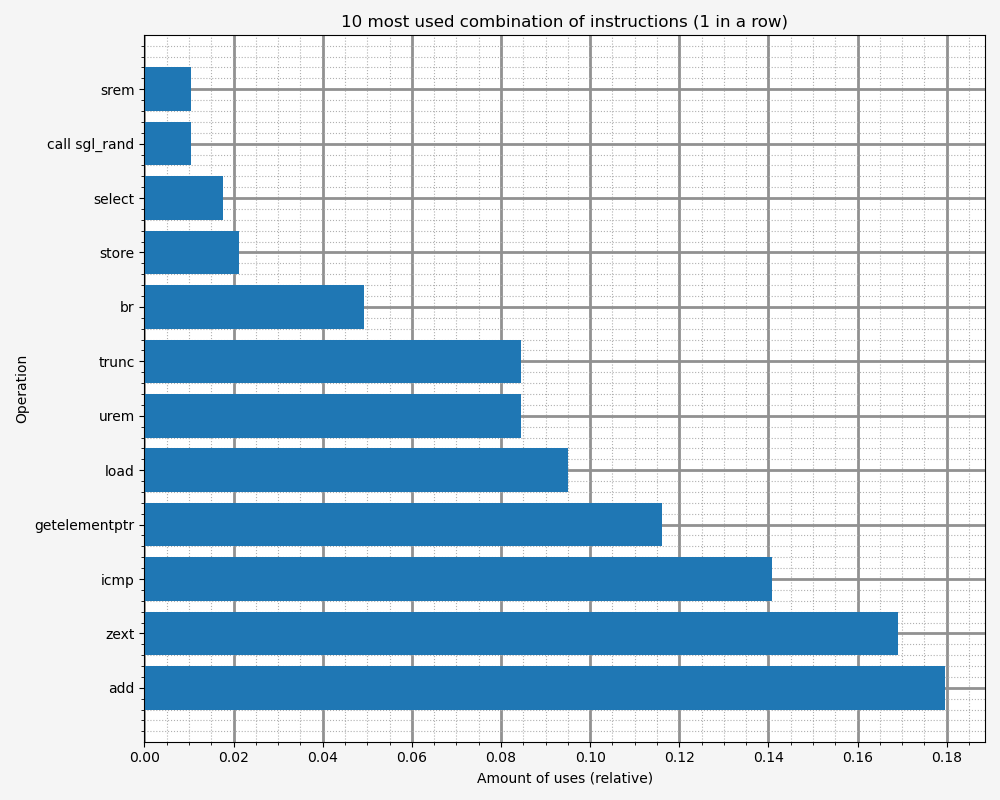 10 most used combination of instructions (1 in a row)
srem
call sgl_rand
select
store
br
trunc
urem
load
getelementptr
icmp
zext
add
Operation
0.00 0.02 0.04 0.06 0.08 0.10 0.12 0.14 0.16 0.18
Amount of uses (relative)